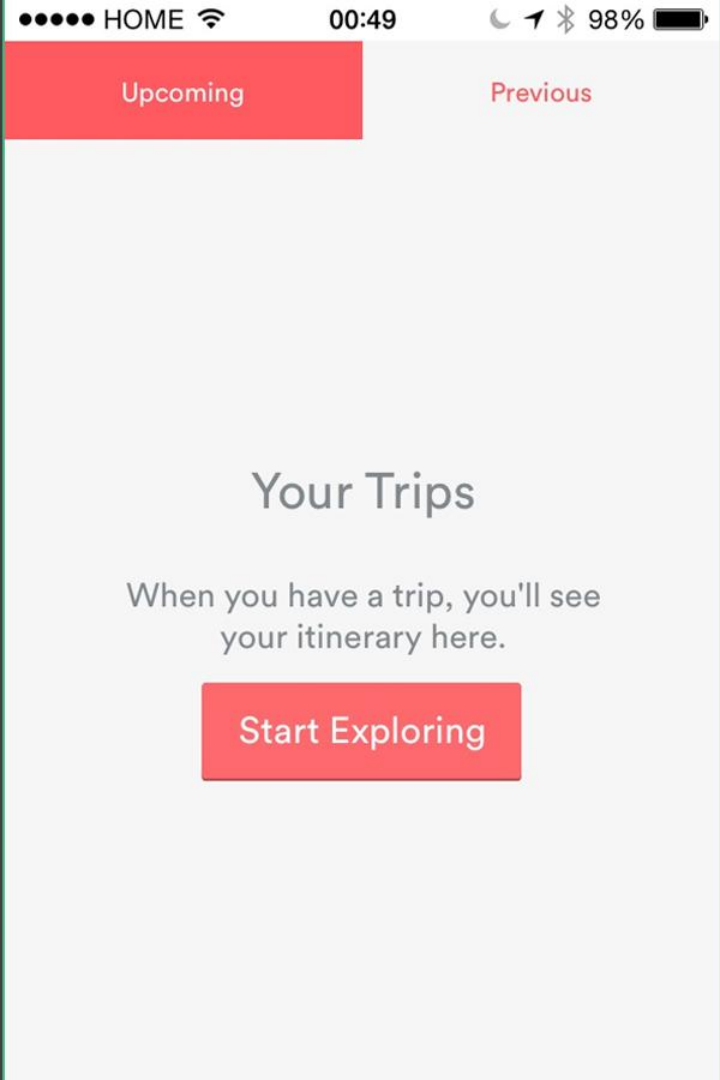 HOME 00:49 98%
Upcoming Previous
Your Trips
When you have a trip, you'll see
your itinerary here.
Start Exploring